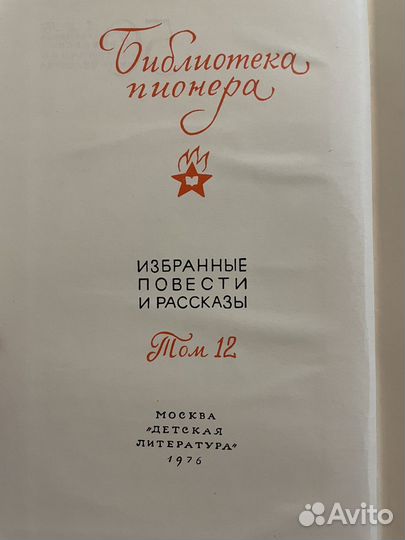 Библиотека
пионера
ИЗБРАННЫЕ
ПОВЕСТИ
И РАССКАЗЫ
Том 12
МОСКВА
"ДЕТСКАЯ
ЛИТЕРАТУРА"
1976
Avito